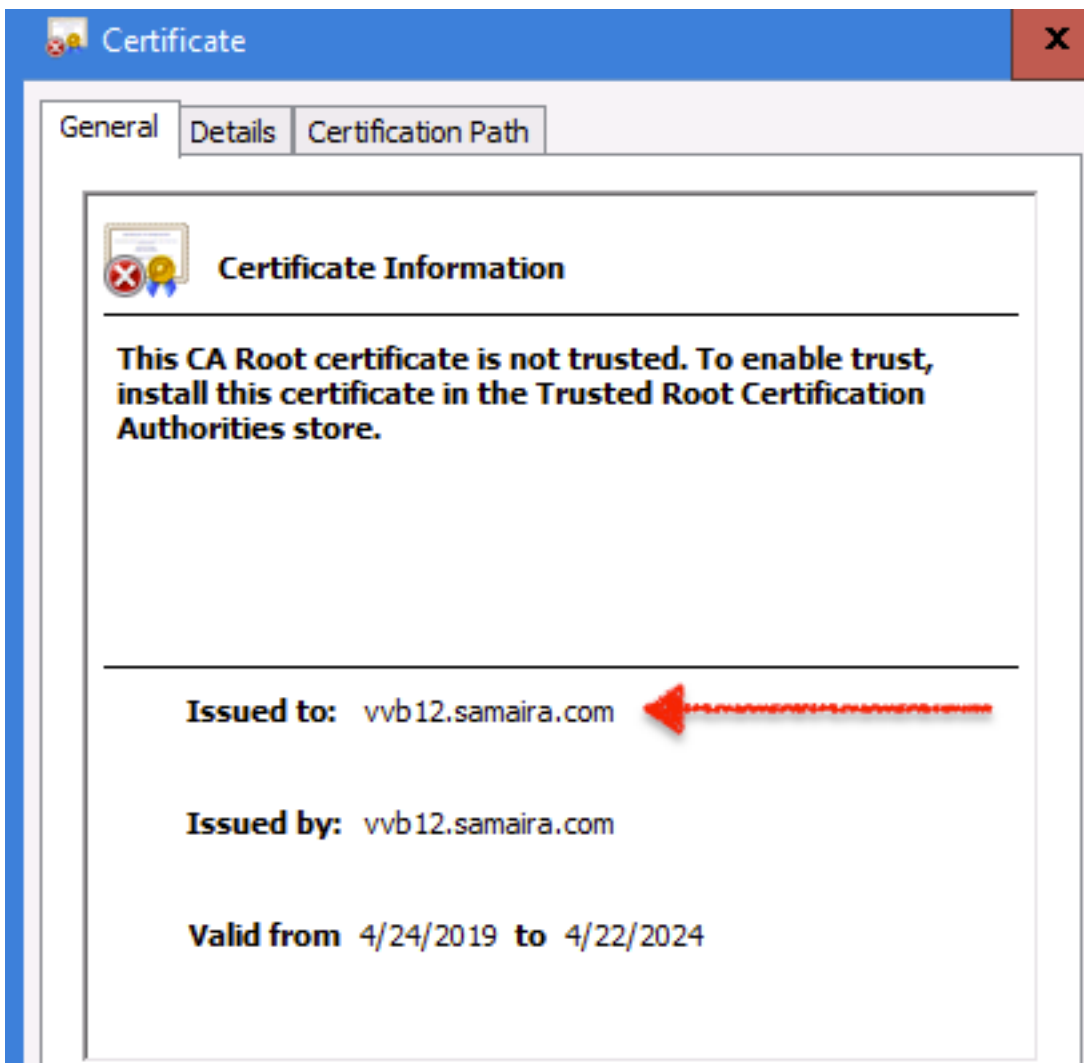 Certificate
x
General Details Certification Path
Certificate Information
This CA Root certificate is not trusted. To enable trust,
install this certificate in the Trusted Root Certification
Authorities store.
Issued to: vvb12.samaira.com
Issued by: vvb12.samaira.com
Valid from 4/24/2019 to 4/22/2024